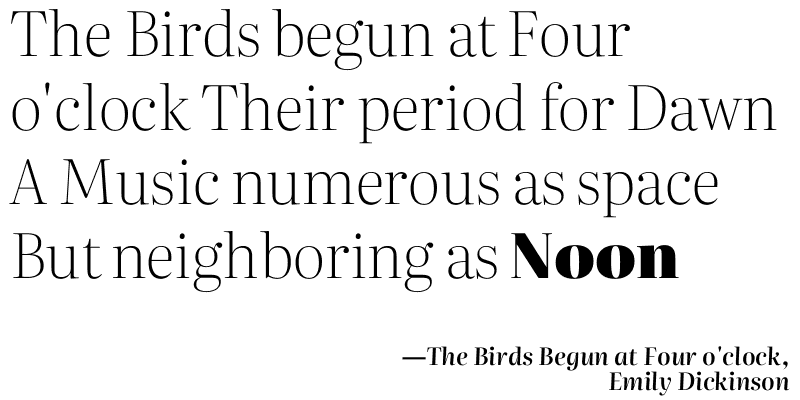 The Birds begun at Four
o'clock Their period for Dawn
A Music numerous as space
But neighboring as Noon
—The Birds Begun at Four o'clock,
Emily Dickinson